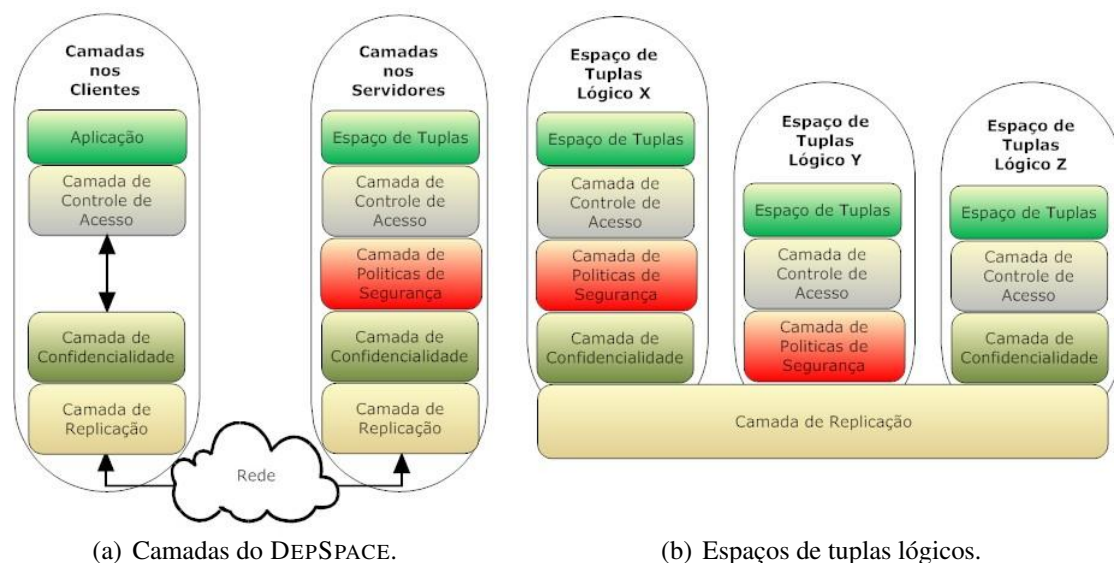 Camadas
nos
Clientes
Aplicação
Camada de
Controle de
Acesso
Camada de
Confidencialidade
Camada de
Replicação
Camadas
nos
Servidores
Espaço de Tuplas
Camada de
Controle de
Acesso
Camada de
Politicas de
Segurança
Camada de
Confidencialidade
Camada de
Replicação
Rede
(a) Camadas do DEPSPACE.
Espaço de
Tuplas
Lógico X
Espaço de Tuplas
Camada de
Controle de
Acesso
Camada de
Politicas de
Segurança
Camada de
Confidencialidade
Espaço de
Tuplas
Lógico Y
Espaço de Tuplas
Camada de
Controle de
Acesso
Camada de
Politicas de
Segurança
Espaço de
Tuplas
Lógico Z
Espaço de Tuplas
Camada de
Controle de
Acesso
Camada de
Confidencialidade
Camada de Replicação
(b) Espaços de tuplas lógicos.